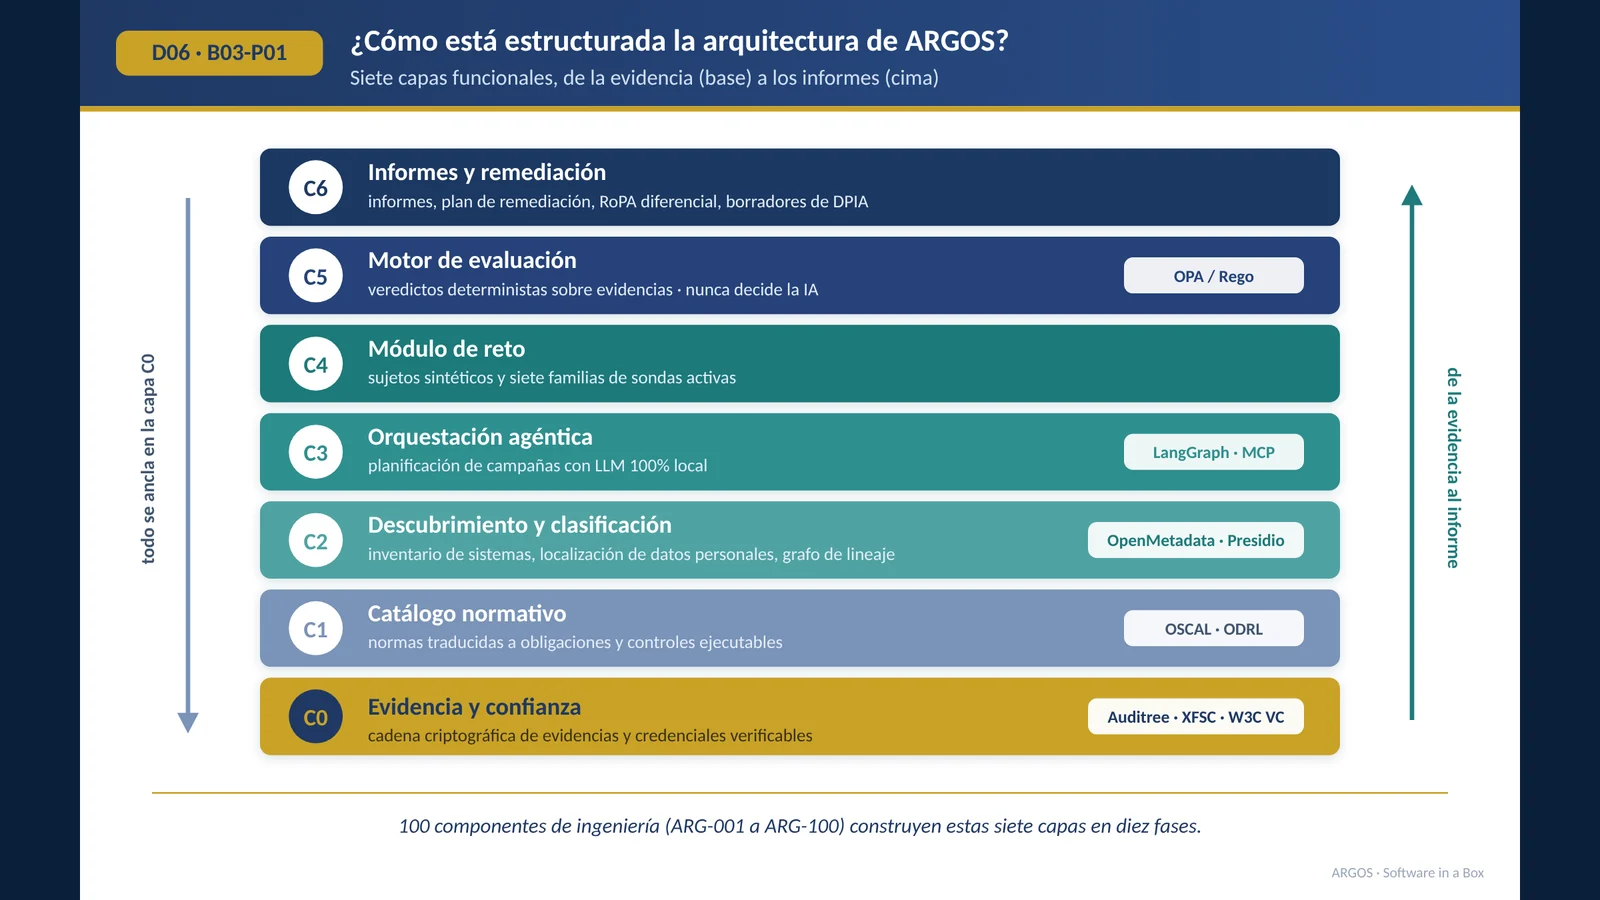 D06 · B03-P01
¿Cómo está estructurada la arquitectura de ARGOS?
Siete capas funcionales, de la evidencia (base) a los informes (cima)
C6
Informes y remediación
informes, plan de remediación, RoPA diferencial, borradores de DPIA
C5
Motor de evaluación
veredictos deterministas sobre evidencias · nunca decide la IA
OPA / Rego
C4
Módulo de reto
sujetos sintéticos y siete familias de sondas activas
C3
Orquestación agéntica
planificación de campañas con LLM 100% local
LangGraph · MCP
C2
Descubrimiento y clasificación
inventario de sistemas, localización de datos personales, grafo de lineaje
OpenMetadata · Presidio
C1
Catálogo normativo
normas traducidas a obligaciones y controles ejecutables
OSCAL · ODRL
C0
Evidencia y confianza
cadena criptográfica de evidencias y credenciales verificables
Auditree · XFSC · W3C VC
todo se ancla en la capa C0
de la evidencia al informe
100 componentes de ingeniería (ARG-001 a ARG-100) construyen estas siete capas en diez fases.
ARGOS · Software in a Box